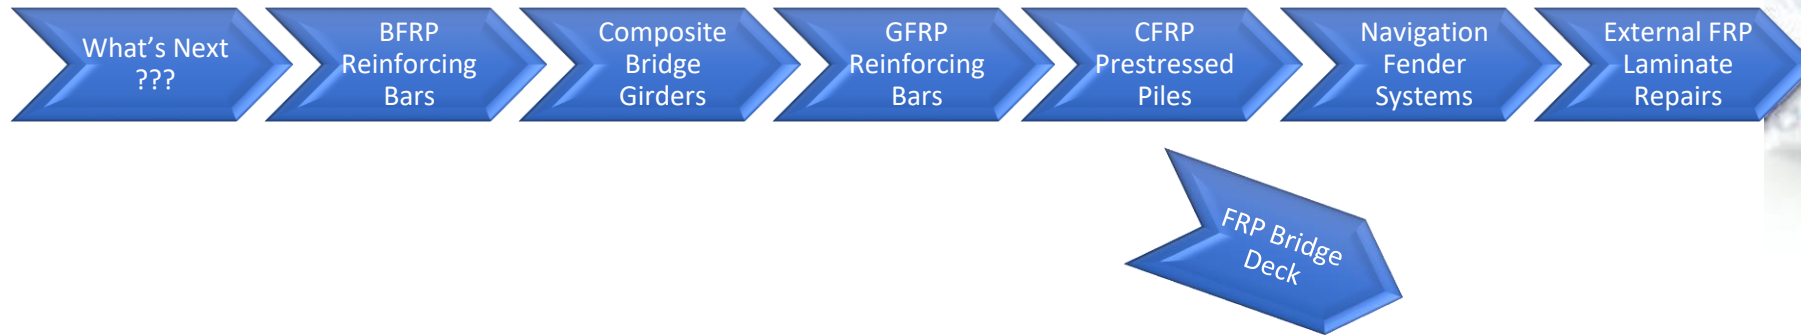 What's Next
???
BFRP
Reinforcing
Bars
Composite
Bridge
Girders
GFRP
Reinforcing
Bars
CFRP
Prestressed
Piles
Navigation
Fender
Systems
External FRP
Laminate
Repairs
FRP Bridge
Deck